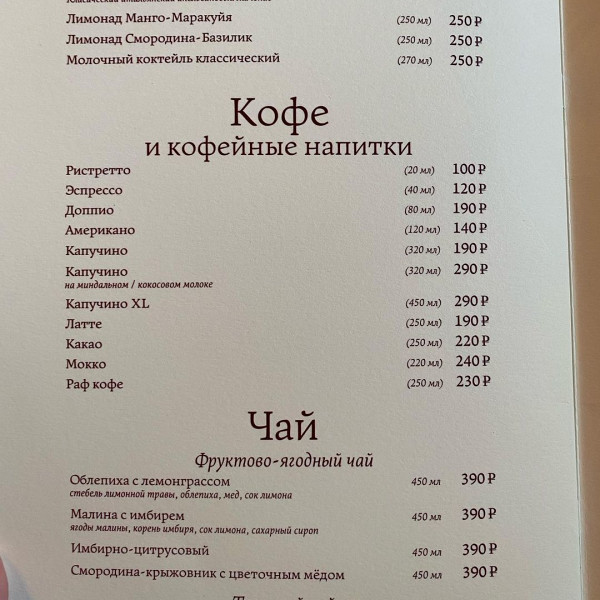 Лимонад Манго-Маракуйя (250 мл) 250 ₽
Лимонад Смородина-Базилик (250 мл) 250 ₽
Молочный коктейль классический (270 мл) 250 ₽
Кофе
и кофейные напитки
Ристретто (20 мл) 100 ₽
Эспрессо (40 мл) 120 ₽
Доппио (80 мл) 190 ₽
Американо (120 мл) 140 ₽
Капучино (320 мл) 190 ₽
Капучино (320 мл) 290 ₽
на миндальном / кокосовом молоке
Капучино XL (450 мл) 290 ₽
Латте (250 мл) 190 ₽
Какао (250 мл) 220 ₽
Мокко (220 мл) 240 ₽
Раф кофе (250 мл) 230 ₽
Чай
Фруктово-ягодный чай
Облепиха с лемонграссом 450 мл 390 ₽
стебель лимонной травы, облепиха, мед, сок лимона
Малина с имбирем 450 мл 390 ₽
ягоды малины, корень имбиря, сок лимона, сахарный сироп
Имбирно-цитрусовый 450 мл 390 ₽
Смородина-крыжовник с цветочным мёдом 450 мл 390 ₽